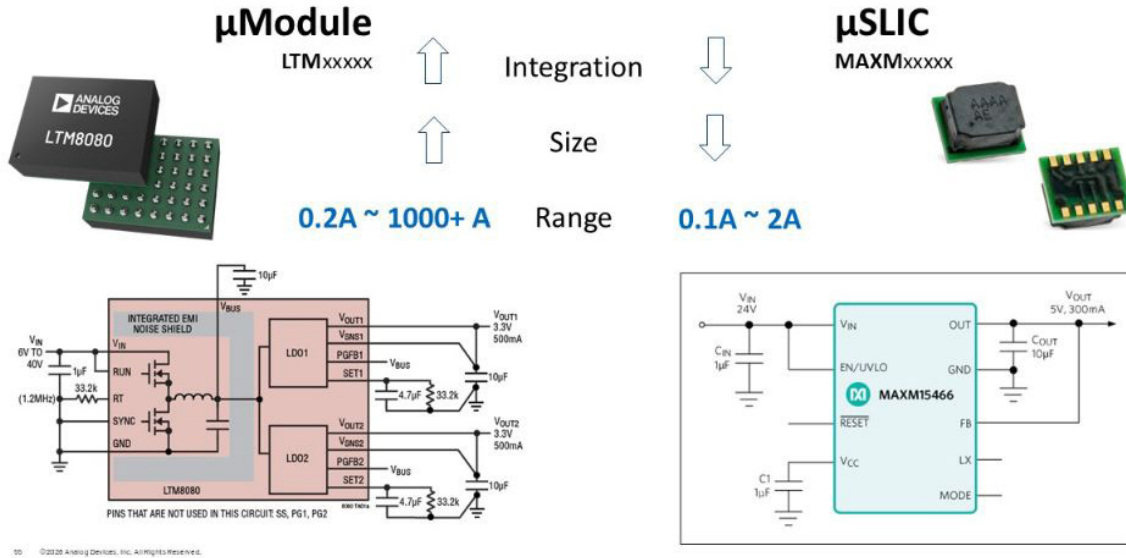 µModule
LTMxxxxx
Integration
µSLIC
MAXMxxxxx
ANALOG
DEVICES
LTM8080
Size
AAAA
AE
0.2A ~ 1000+ A
Range
0.1A ~ 2A
10µF
VBUS
INTEGRATED EMI
NOISE SHIELD
VIN
6V TO
40V
1µF
VIN
RUN
33.2k
(1.2MHz)
RT
SYNC
GND
LDO1
VOUT1
VSNS1
PGFB1
SET1
VBUS
4.7µF
33.2k
10µF
VOUT1
3.3V
500mA
LDO2
VOUT2
VSNS2
PGFB2
SET2
VBUS
4.7µF
33.2k
10µF
VOUT2
3.3V
500mA
LTM8080
PINS THAT ARE NOT USED IN THIS CIRCUIT: SS, PG1, PG2
VIN
24V
CIN
1µF
VIN
EN/UVLO
MAXM15466
RESET
VCC
C1
1µF
OUT
GND
FB
LX
MODE
VOUT
5V, 300mA
COUT
10µF
Analog Devices, Inc. All Rights Reserved.